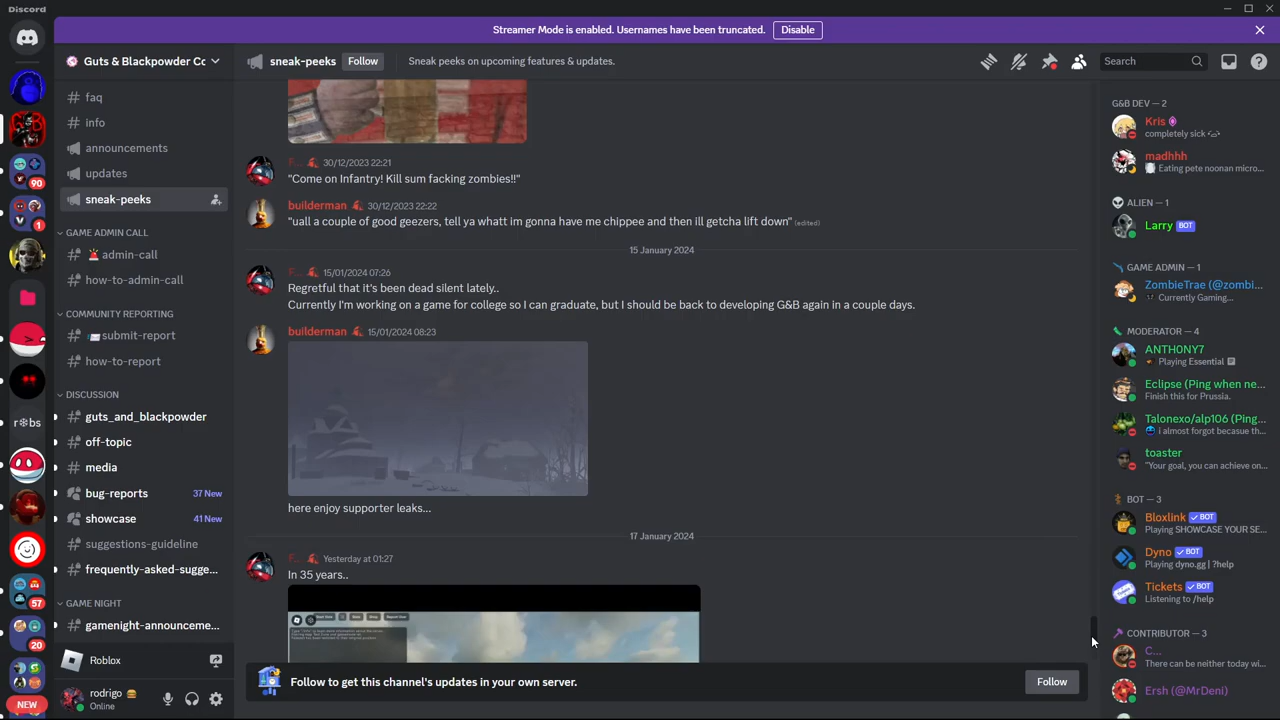 Discord
Streamer Mode is enabled. Usernames have been truncated.
Disable
Guts & Blackpowder Cc
sneak-peeks
Follow
Sneak peeks on upcoming features & updates.
Search
faq
info
announcements
updates
sneak-peeks
GAME ADMIN CALL
admin-call
how-to-admin-call
COMMUNITY REPORTING
submit-report
how-to-report
DISCUSSION
guts_and_blackpowder
off-topic
media
bug-reports
37 New
showcase
41 New
suggestions-guideline
frequently-asked-sugge...
GAME NIGHT
gamenight-announceme...
Roblox
rodrigo
Online
90
1
r❄bs
57
20
NEW
F... 30/12/2023 22:21
"Come on Infantry! Kill sum facking zombies!!"
builderman 30/12/2023 22:22
"uall a couple of good geezers, tell ya whatt im gonna have me chippee and then ill getcha lift down" (edited)
15 January 2024
F... 15/01/2024 07:26
Regretful that it's been dead silent lately..
Currently I'm working on a game for college so I can graduate, but I should be back to developing G&B again in a couple days.
builderman 15/01/2024 08:23
here enjoy supporter leaks...
17 January 2024
F... Yesterday at 01:27
In 35 years..
Follow to get this channel's updates in your own server.
Follow
G&B DEV — 2
Kris
completely sick
madhhh
Eating pete noonan micro...
ALIEN — 1
Larry BOT
GAME ADMIN — 1
ZombieTrae (@zombi...
Currently Gaming...
MODERATOR — 4
ANTH0NY7
Playing Essential
Eclipse (Ping when ne...
Finish this for Prussia.
Talonexo/alp106 (Ping...
i almost forgot becasue th...
toaster
"Your goal, you can achieve on...
BOT — 3
Bloxlink BOT
Playing SHOWCASE YOUR SE...
Dyno BOT
Playing dyno.gg | ?help
Tickets BOT
Listening to /help
CONTRIBUTOR — 3
C...
There can be neither today wi...
Ersh (@MrDeni)